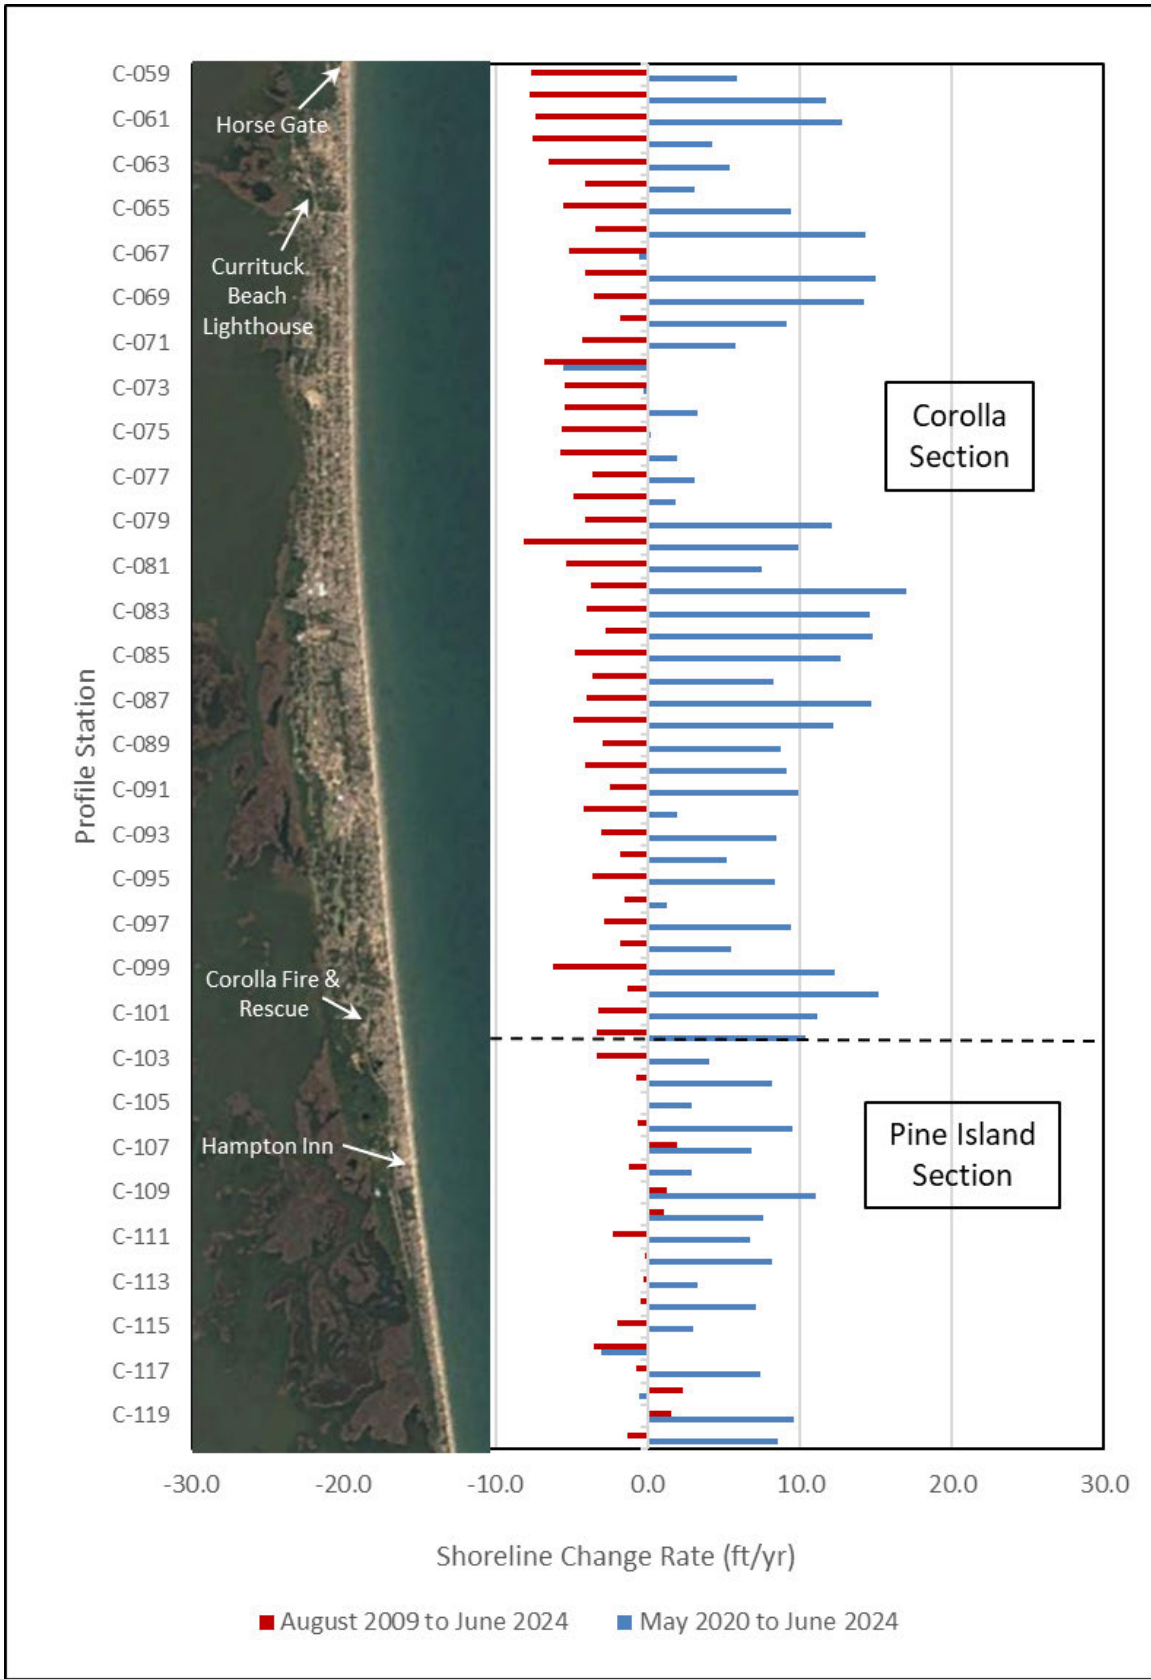 C-059
C-061
C-063
C-065
C-067
C-069
C-071
C-073
C-075
C-077
C-079
C-081
C-083
C-085
C-087
C-089
C-091
C-093
C-095
C-097
C-099
C-101
C-103
C-105
C-107
C-109
C-111
C-113
C-115
C-117
C-119
Profile Station
Horse Gate
Currituck
Beach
Lighthouse
Corolla Fire &
Rescue
Hampton Inn
Corolla
Section
Pine Island
Section
-30.0 -20.0 -10.0 0.0 10.0 20.0 30.0
Shoreline Change Rate (ft/yr)
August 2009 to June 2024 May 2020 to June 2024